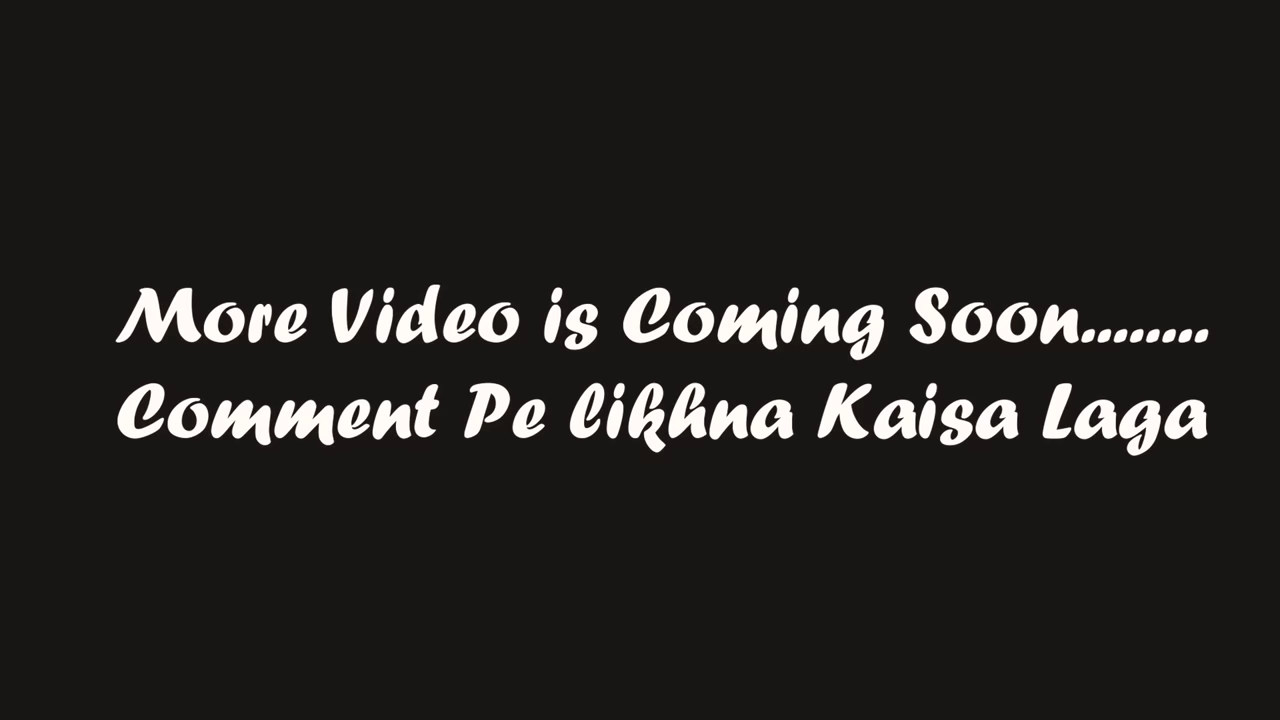 More Video is Coming Soon........
Comment Pe likhna Kaisa Laga